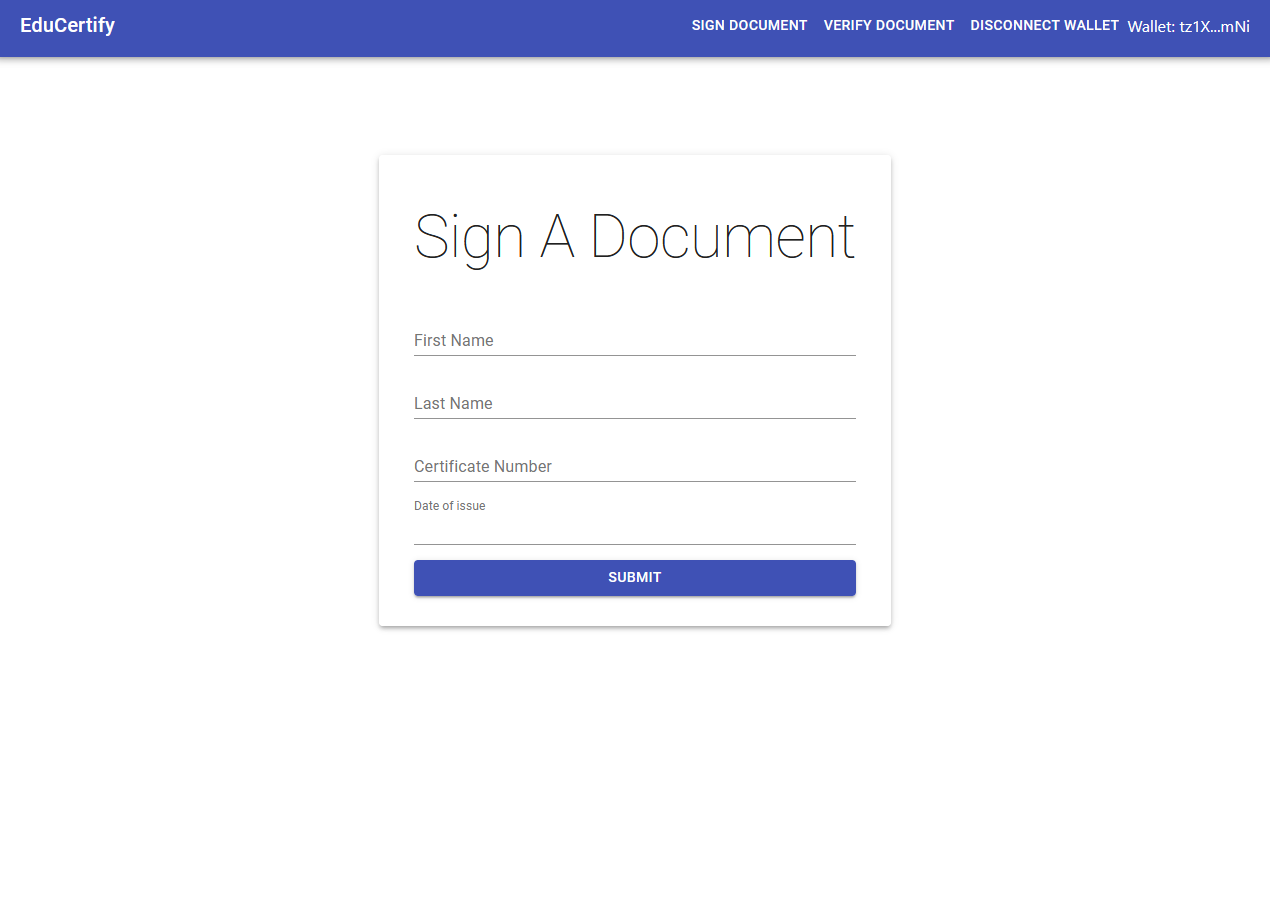 EduCertify SIGN DOCUMENT VERIFY DOCUMENT DISCONNECT WALLET Wallet: tz1X...mNi
Sign A Document
First Name
Last Name
Certificate Number
Date of issue
SUBMIT